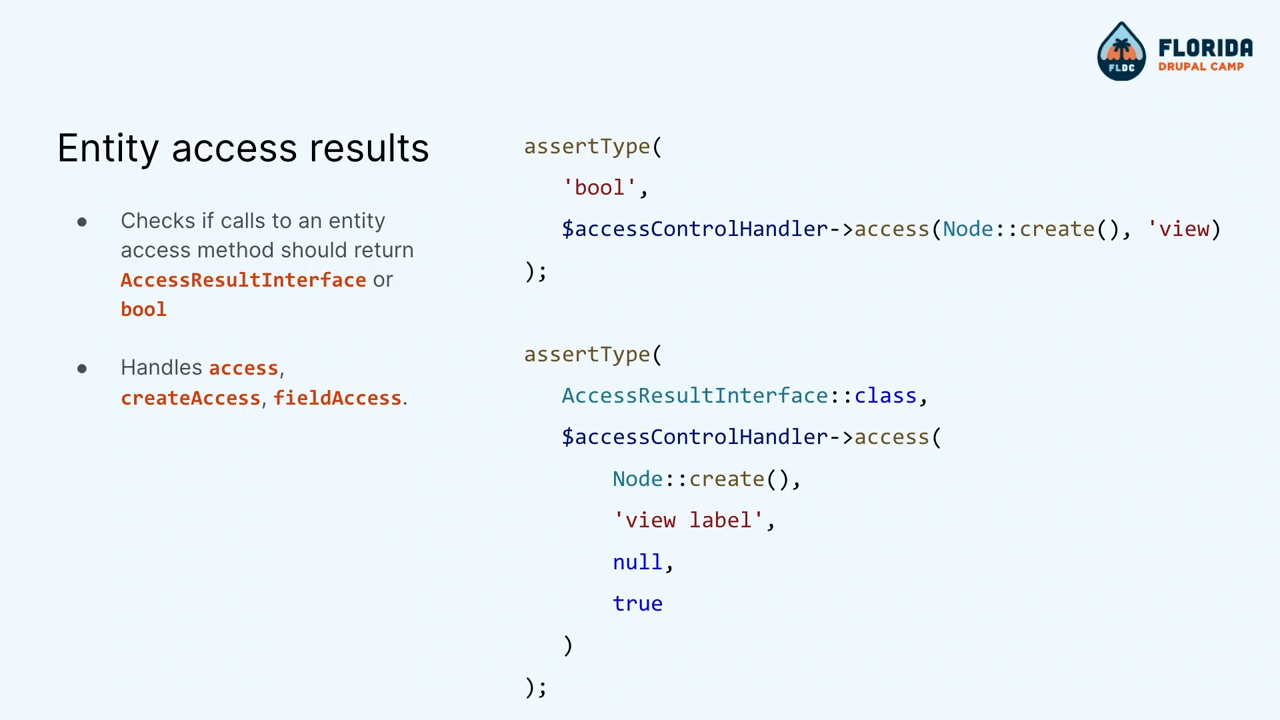 FLORIDA
DRUPAL CAMP
FLDC
Entity access results
● Checks if calls to an entity
access method should return
AccessResultInterface or
bool
● Handles access,
createAccess, fieldAccess.
assertType(
'bool',
$accessControlHandler->access(Node::create(), 'view)
);
assertType(
AccessResultInterface::class,
$accessControlHandler->access(
Node::create(),
'view label',
null,
true
)
);